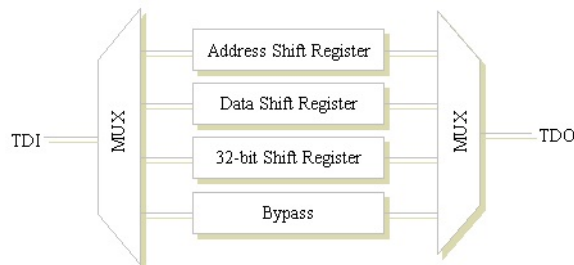 Address Shift Register
Data Shift Register
TDI
MUX
MUX
TDO
32-bit Shift Register
Bypass